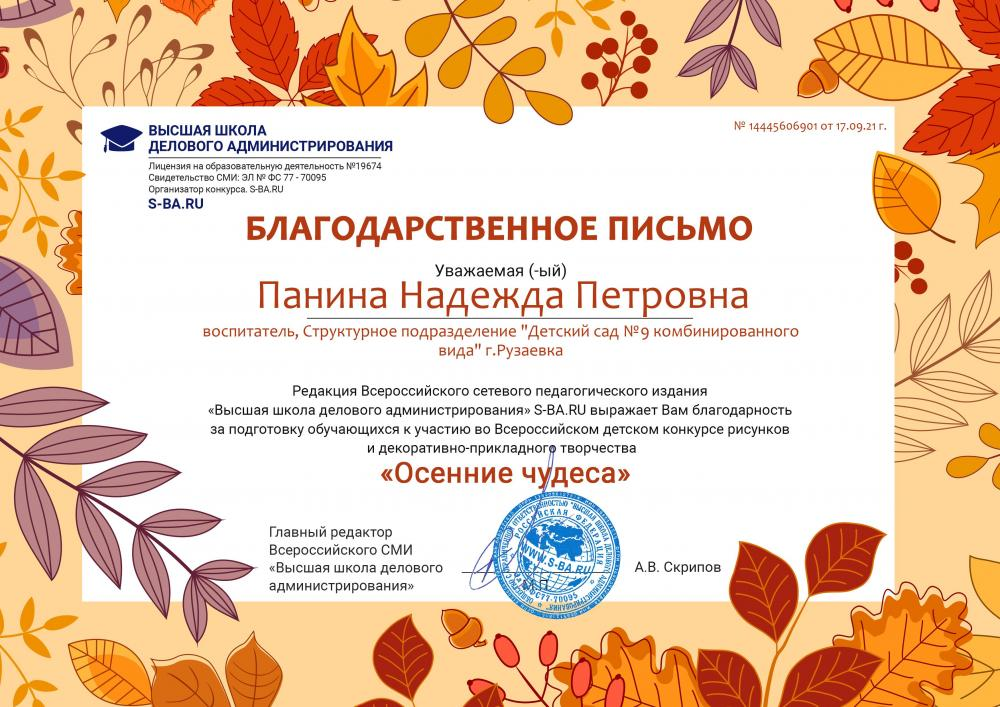 ВЫСШАЯ ШКОЛА
ДЕЛОВОГО АДМИНИСТРИРОВАНИЯ
Лицензия на образовательную деятельность №19674
Свидетельство СМИ: ЭЛ № ФС 77 - 70095
Организатор конкурса. S-BA.RU
S-BA.RU
№ 14445606901 от 17.09.21 г.
БЛАГОДАРСТВЕННОЕ ПИСЬМО
Уважаемая (-ый)
Панина Надежда Петровна
воспитатель, Структурное подразделение "Детский сад №9 комбинированного
вида" г.Рузаевка
Редакция Всероссийского сетевого педагогического издания
«Высшая школа делового администрирования» S-BA.RU выражает Вам благодарность
за подготовку обучающихся к участию во Всероссийском детском конкурсе рисунков
и декоративно-прикладного творчества
«Осенние чудеса»
Главный редактор
Всероссийского СМИ
«Высшая школа делового
администрирования»
РОССИЙСКАЯ ФЕДЕРАЦИЯ
WWW.S-BA.RU
А.В. Скрипов